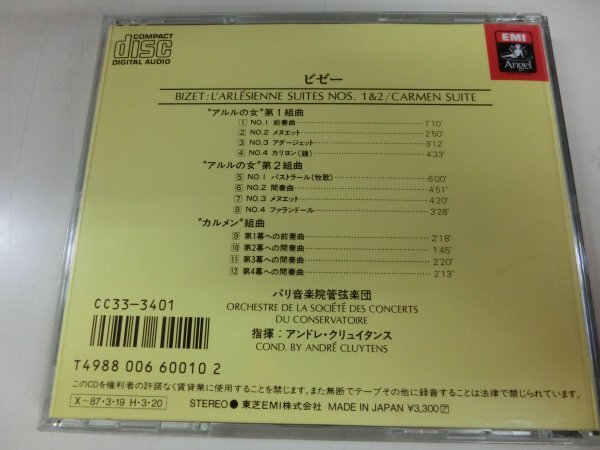 COMPACT
disc
DIGITAL AUDIO
EMI
Angel
ビゼー
BIZET:L'ARLÉSIENNE SUITES NOS. 1&2/CARMEN SUITE
"アルルの女"第1組曲
1 NO.1 前奏曲 7'10"
2 NO.2 メヌエット 2'50"
3 NO.3 アダージェット 3'12"
4 NO.4 カリヨン(鐘) 4'33"
"アルルの女"第2組曲
5 NO.1 パストラール(牧歌) 6'00"
6 NO.2 間奏曲 4'51"
7 NO.3 メヌエット 4'20"
8 NO.4 ファランドール 3'28"
"カルメン"組曲
9 第1幕への前奏曲 2'18"
10 第2幕への間奏曲 1'45"
11 第3幕への間奏曲 2'20"
12 第4幕への間奏曲 2'13"
パリ音楽院管弦楽団
ORCHESTRE DE LA SOCIÉTÉ DES CONCERTS
DU CONSERVATOIRE
指揮:アンドレ・クリュイタンス
COND. BY ANDRÉ CLUYTENS
CC33-3401
T4988 006 60010 2
このCDを権利者の許諾なく賃貸業に使用することを禁じます。また無断でテープその他に録音することは法律で禁じられています。
X-87・3・19 H・3・20 STEREO● 東芝EMI株式会社 MADE IN JAPAN ¥3,300ア